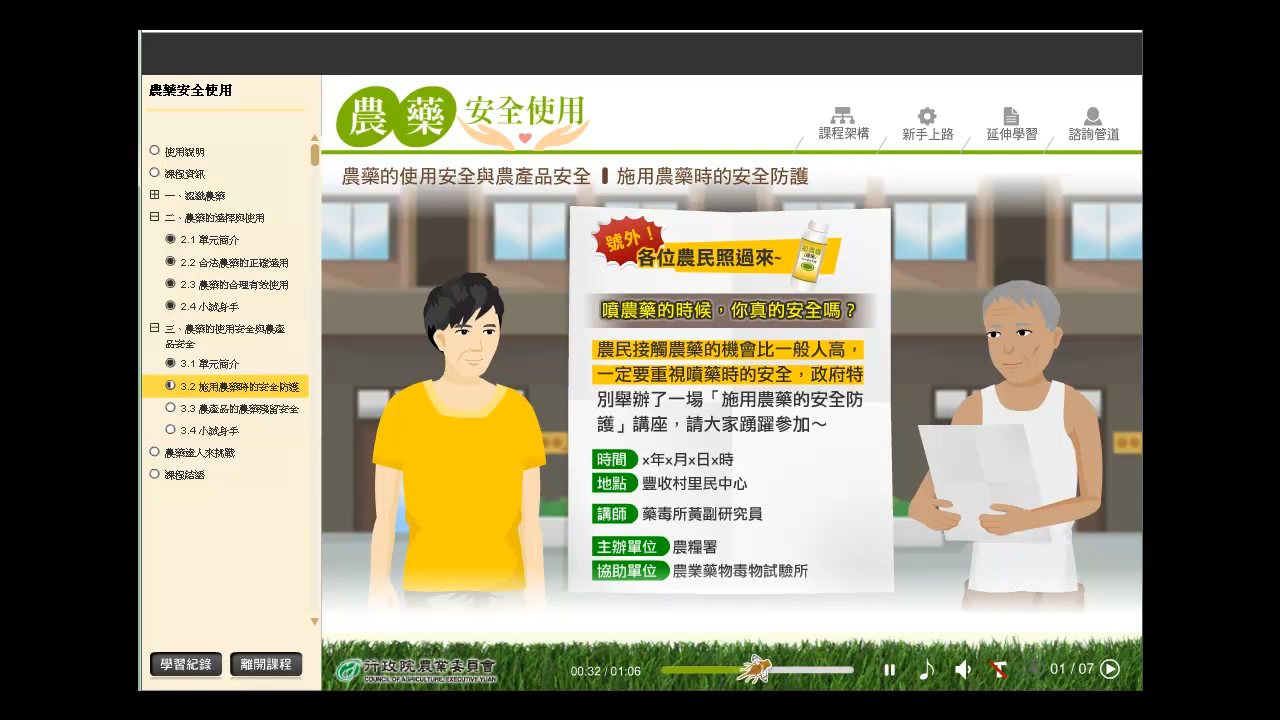 農藥安全使用
使用說明
課程資訊
一、認識農藥
二、農藥的選擇與使用
2.1 單元簡介
2.2 合法農藥的正確選用
2.3 農藥的合理有效使用
2.4 小試身手
三、農藥的使用安全與農產
品安全
3.1 單元簡介
3.2 施用農藥時的安全防護
3.3 農產品的農藥殘留安全
3.4 小試身手
農藥達人來挑戰
課程結語
學習紀錄
離開課程
農藥 安全使用
課程架構
新手上路
延伸學習
諮詢管道
農藥的使用安全與農產品安全 ▎施用農藥時的安全防護
號外!
各位農民照過來~
噴農藥的時候,你真的安全嗎?
農民接觸農藥的機會比一般人高,
一定要重視噴藥時的安全,政府特
別舉辦了一場「施用農藥的安全防
護」講座,請大家踴躍參加～
時間 x年x月x日x時
地點 豐收村里民中心
講師 藥毒所黃副研究員
主辦單位 農糧署
協助單位 農業藥物毒物試驗所
行政院農業委員會
COUNCIL OF AGRICULTURE, EXECUTIVE YUAN
00:32 / 01:06
01 / 07